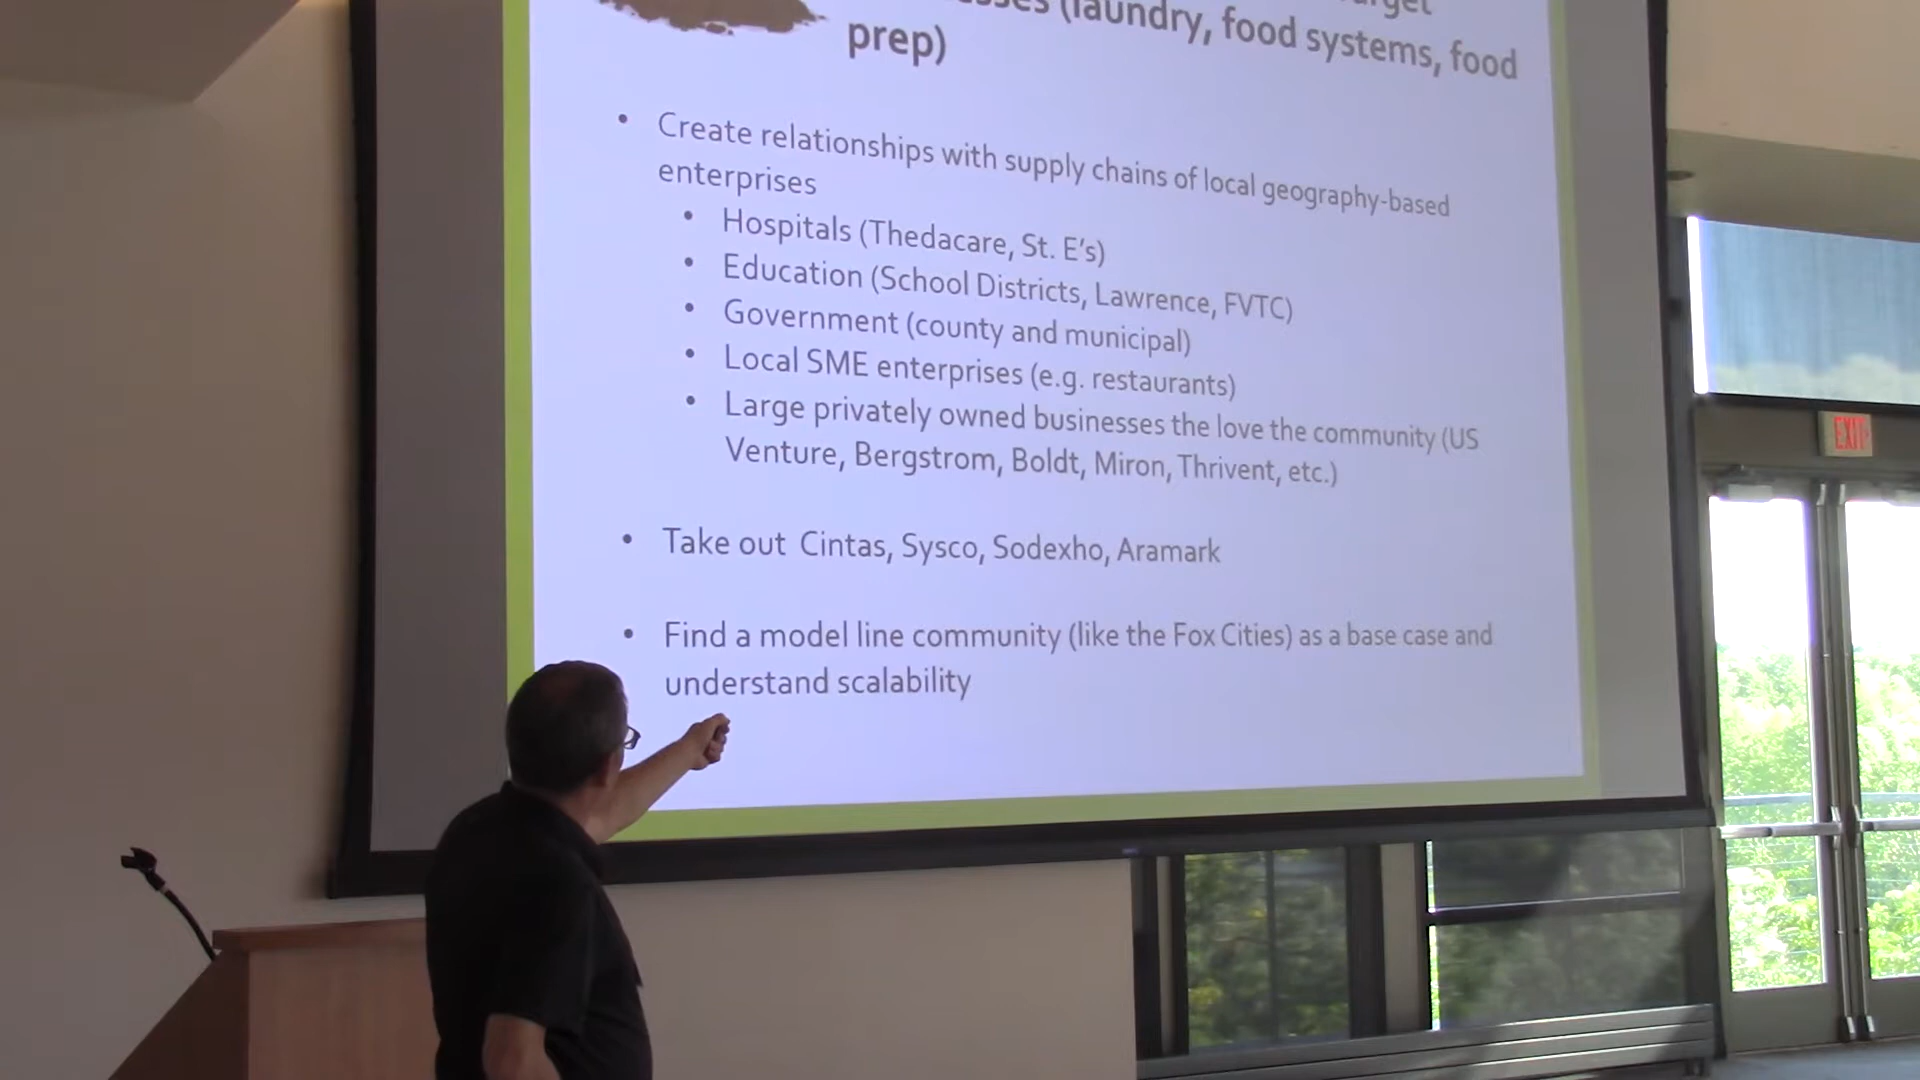 (laundry, food systems, food
prep)
• Create relationships with supply chains of local geography-based
enterprises
• Hospitals (Thedacare, St. E's)
• Education (School Districts, Lawrence, FVTC)
• Government (county and municipal)
• Local SME enterprises (e.g. restaurants)
• Large privately owned businesses the love the community (US
Venture, Bergstrom, Boldt, Miron, Thrivent, etc.)
• Take out Cintas, Sysco, Sodexho, Aramark
• Find a model line community (like the Fox Cities) as a base case and
understand scalability
EXIT